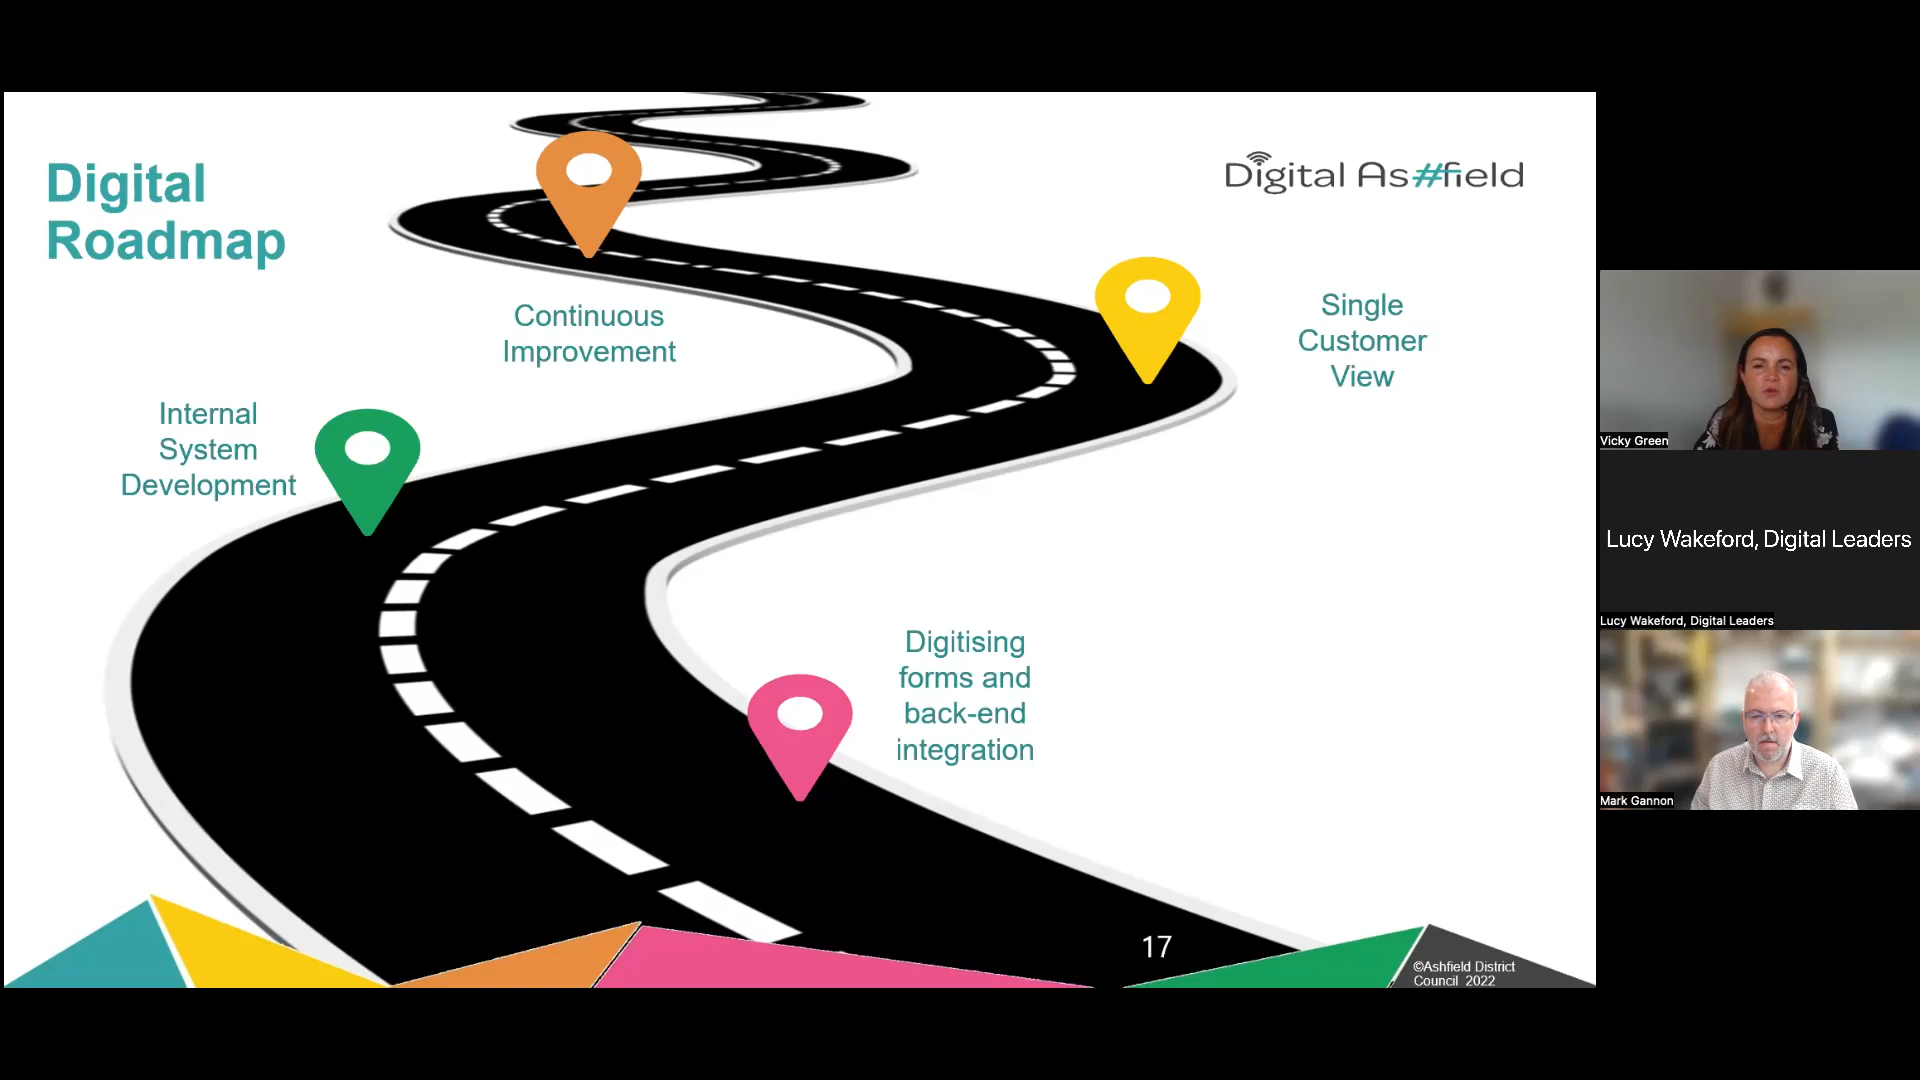 Digital
Roadmap
Digital As#field
Continuous
Improvement
Single
Customer
View
Internal
System
Development
Digitising
forms and
back-end
integration
17
©Ashfield District
Council 2022
Vicky Green
Lucy Wakeford, Digital Leaders
Lucy Wakeford, Digital Leaders
Mark Gannon